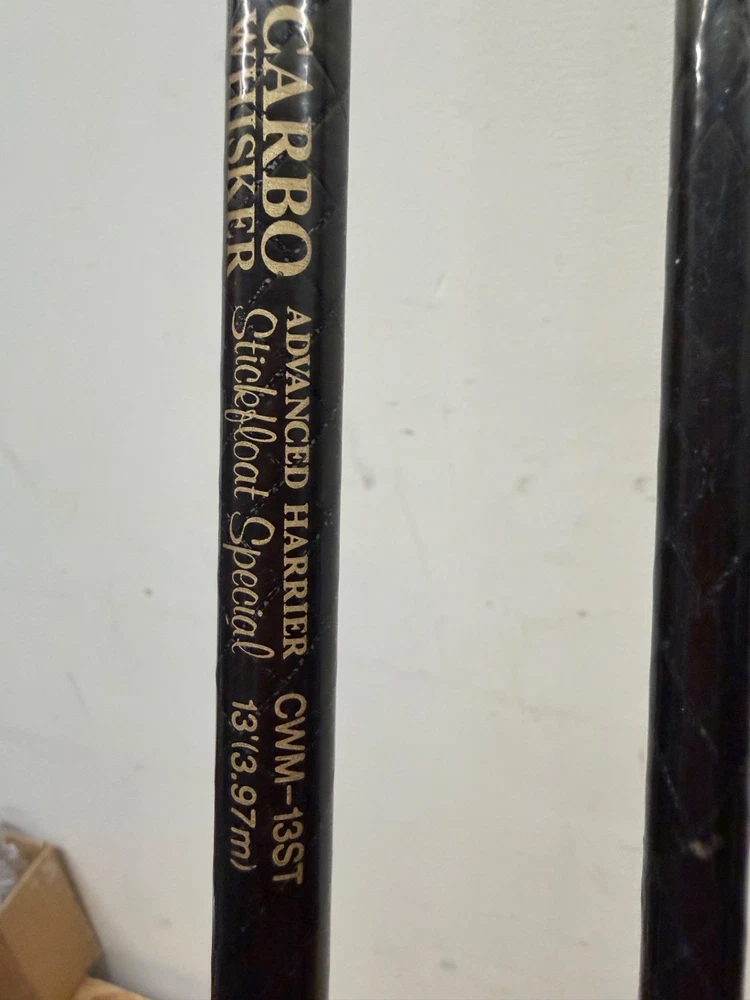 CARBO
WHISKER
ADVANCED HARRIER
Stickfloat Special
CWM-13ST
13'(3.97m)